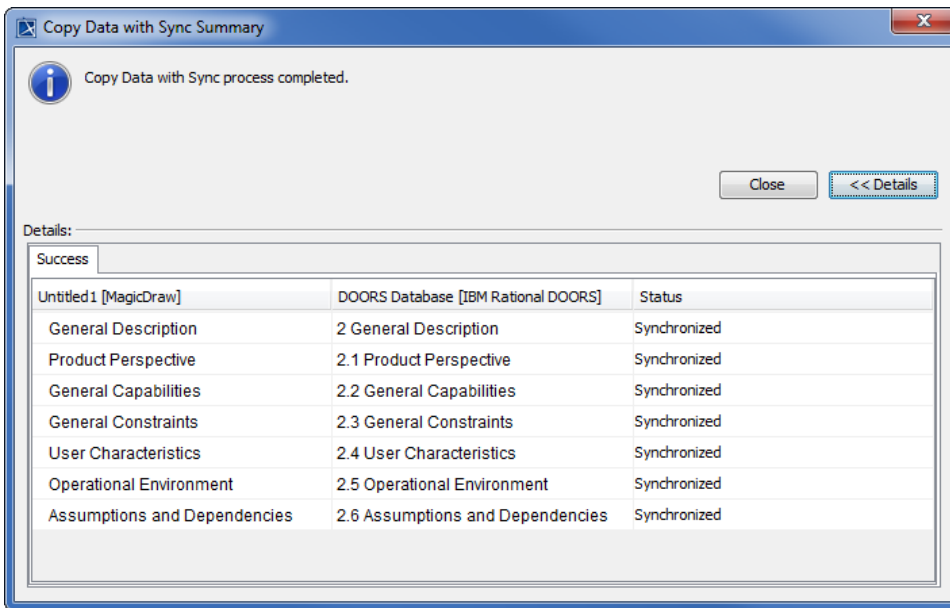 Copy Data with Sync Summary
Copy Data with Sync process completed.
Close << Details
Details:
Success
Untitled1 [MagicDraw] DOORS Database [IBM Rational DOORS] Status
General Description 2 General Description Synchronized
Product Perspective 2.1 Product Perspective Synchronized
General Capabilities 2.2 General Capabilities Synchronized
General Constraints 2.3 General Constraints Synchronized
User Characteristics 2.4 User Characteristics Synchronized
Operational Environment 2.5 Operational Environment Synchronized
Assumptions and Dependencies 2.6 Assumptions and Dependencies Synchronized